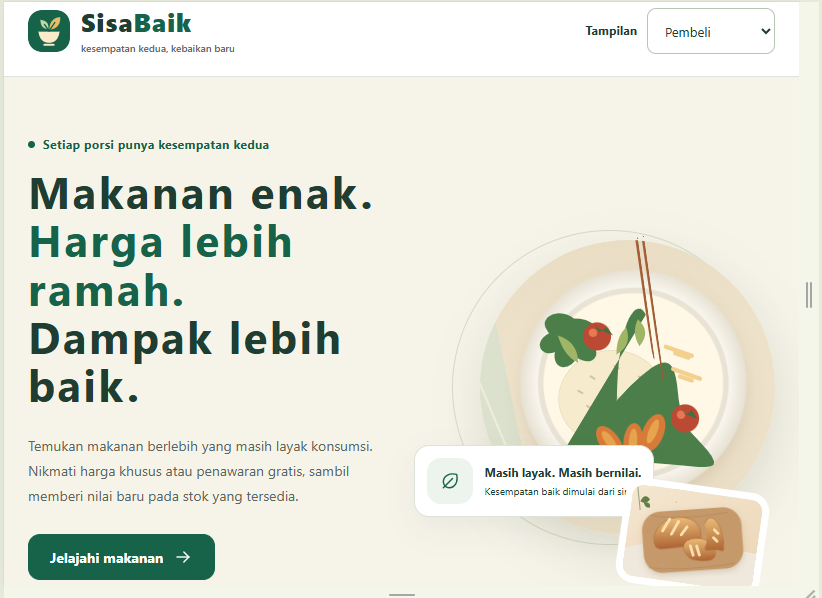 SisaBaik
kesempatan kedua, kebaikan baru
Tampilan
Pembeli
Setiap porsi punya kesempatan kedua
Makanan enak.
Harga lebih
ramah.
Dampak lebih
baik.
Temukan makanan berlebih yang masih layak konsumsi.
Nikmati harga khusus atau penawaran gratis, sambil
memberi nilai baru pada stok yang tersedia.
Masih layak. Masih bernilai.
Kesempatan baik dimulai dari
Jelajahi makanan